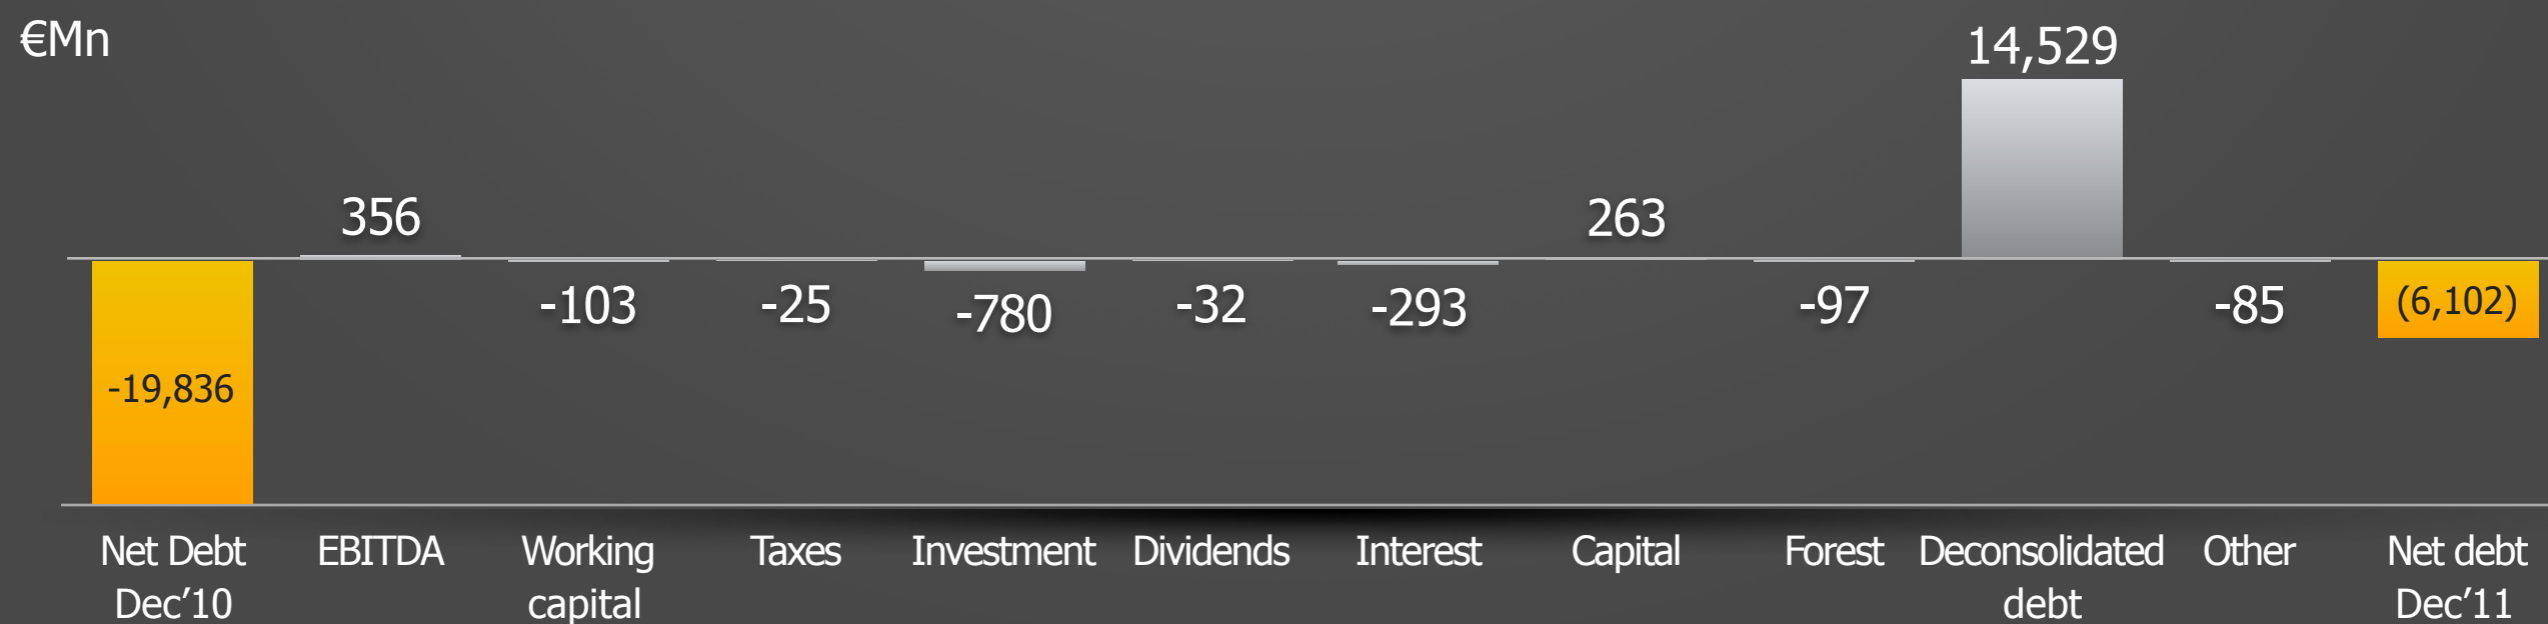 €Mn
14,529
356
263
-103
-25
-780
-32
-293
-97
-85
(6,102)
-19,836
Net Debt
Dec’10
EBITDA
Working
capital
Taxes
Investment
Dividends
Interest
Capital
Forest
Deconsolidated
debt
Other
Net debt
Dec’11